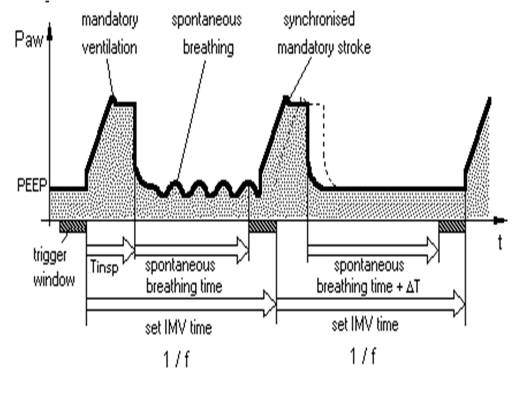 mandatory
ventilation
spontaneous
breathing
synchronised
mandatory stroke
Paw
PEEP
t
trigger
window
Tinsp
spontaneous
breathing time
spontaneous
breathing time + ΔT
set IMV time
set IMV time
1 / f
1 / f